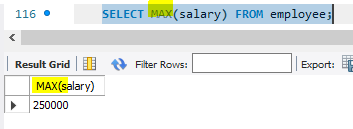 116 SELECT MAX(salary) FROM employee;
Result Grid Filter Rows: Export:
MAX(salary)
250000